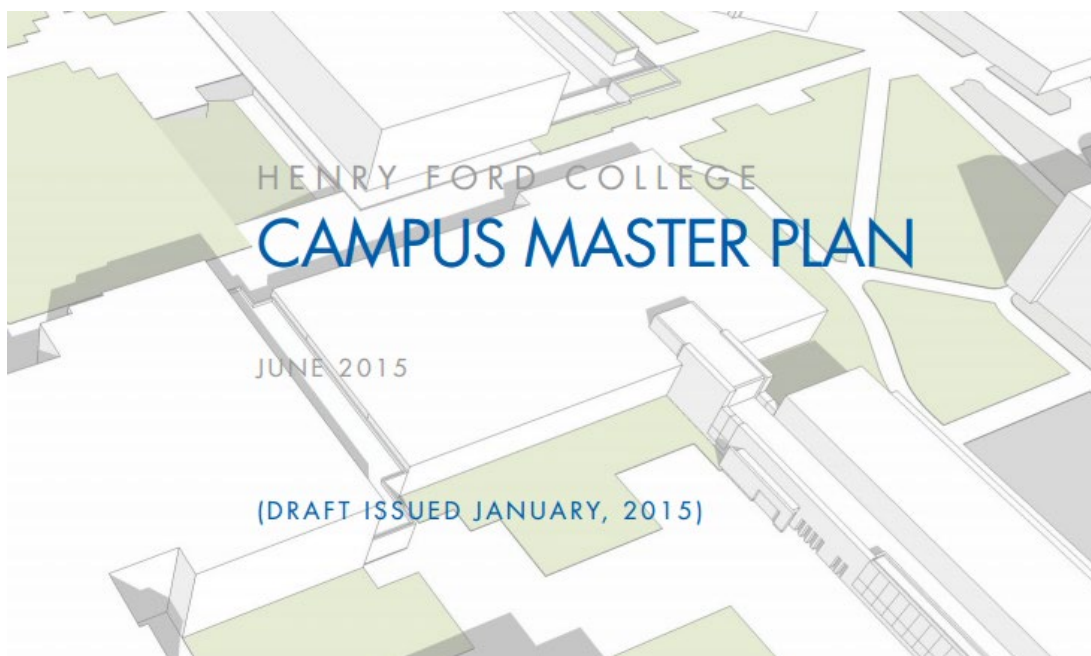 HENRY FORD COLLEGE
CAMPUS MASTER PLAN
JUNE 2015
(DRAFT ISSUED JANUARY, 2015)